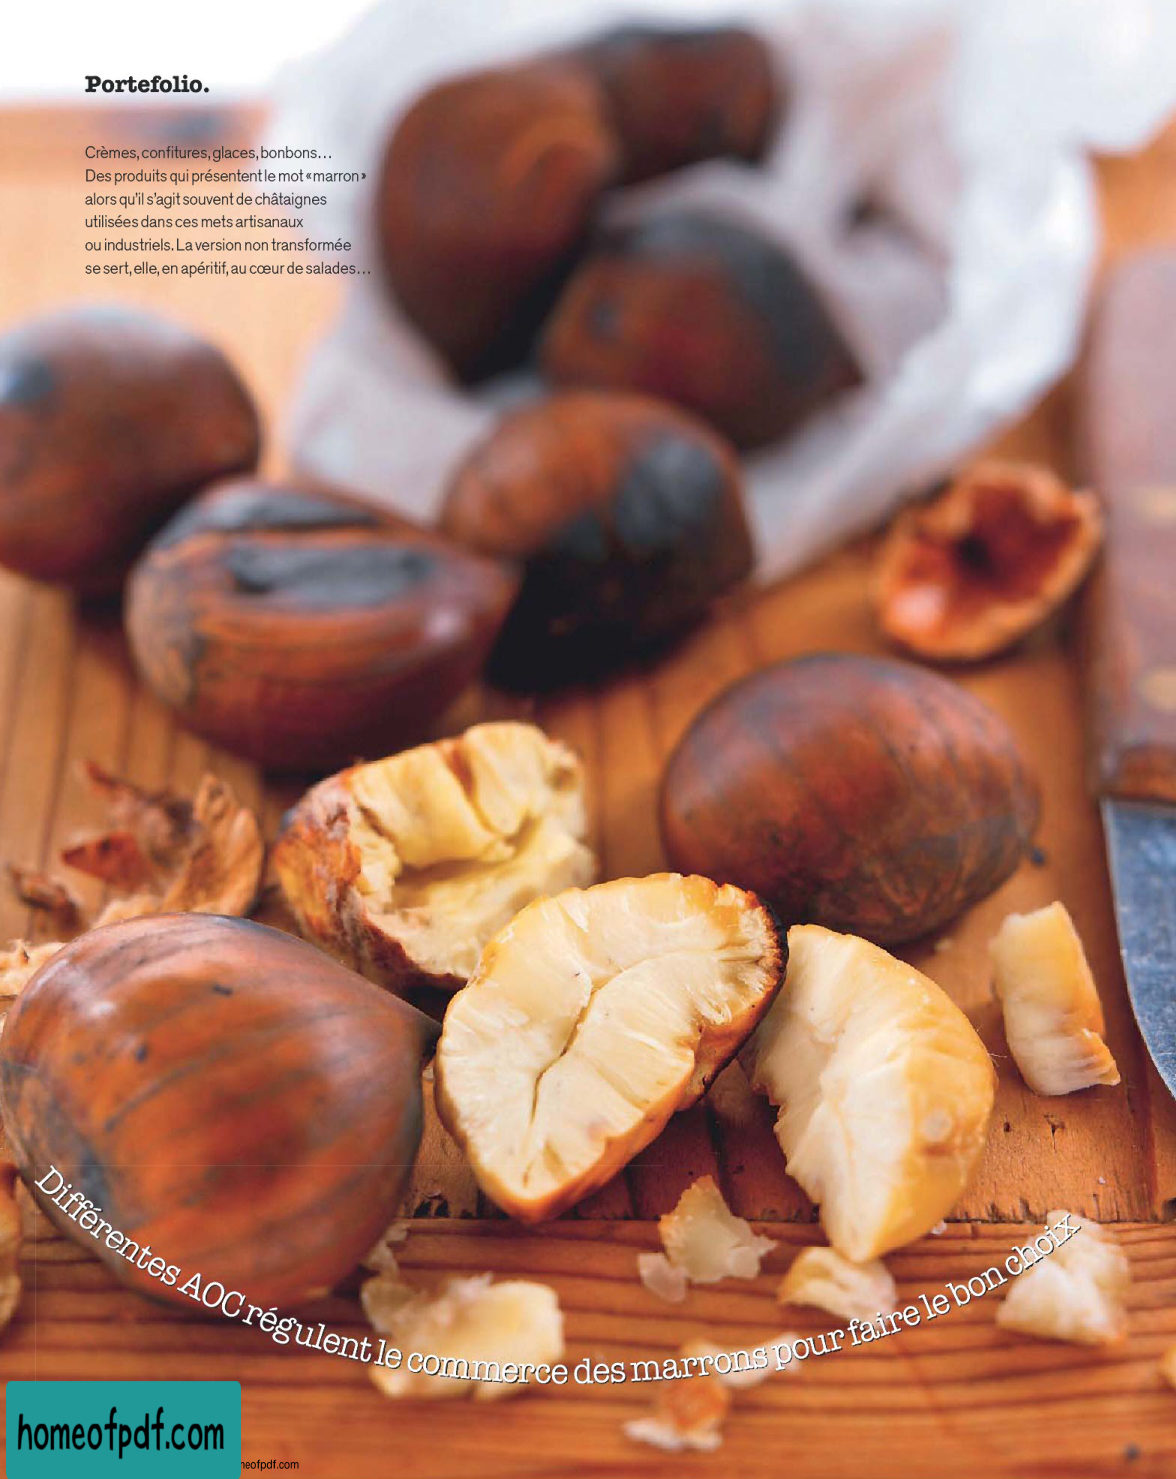 Portefolio.
Crèmes, confitures, glaces, bonbons...
Des produits qui présentent le mot «marron»
alors qu'il s'agit souvent de châtaignes
utilisées dans ces mets artisanaux
ou industriels. La version non transformée
se sert, elle, en apéritif, au cœur de salades...
Différentes AOC régulent le commerce des marrons pour faire le bon choix
homeofpdf.com
eofpdf.com